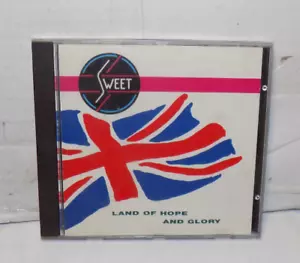 SWEET
LAND OF HOPE
AND GLORY